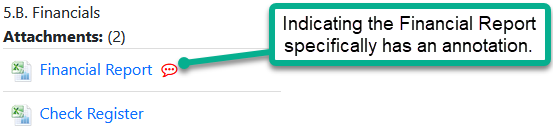 5.B. Financials
Attachments: (2)
Financial Report
Check Register
Indicating the Financial Report
specifically has an annotation.